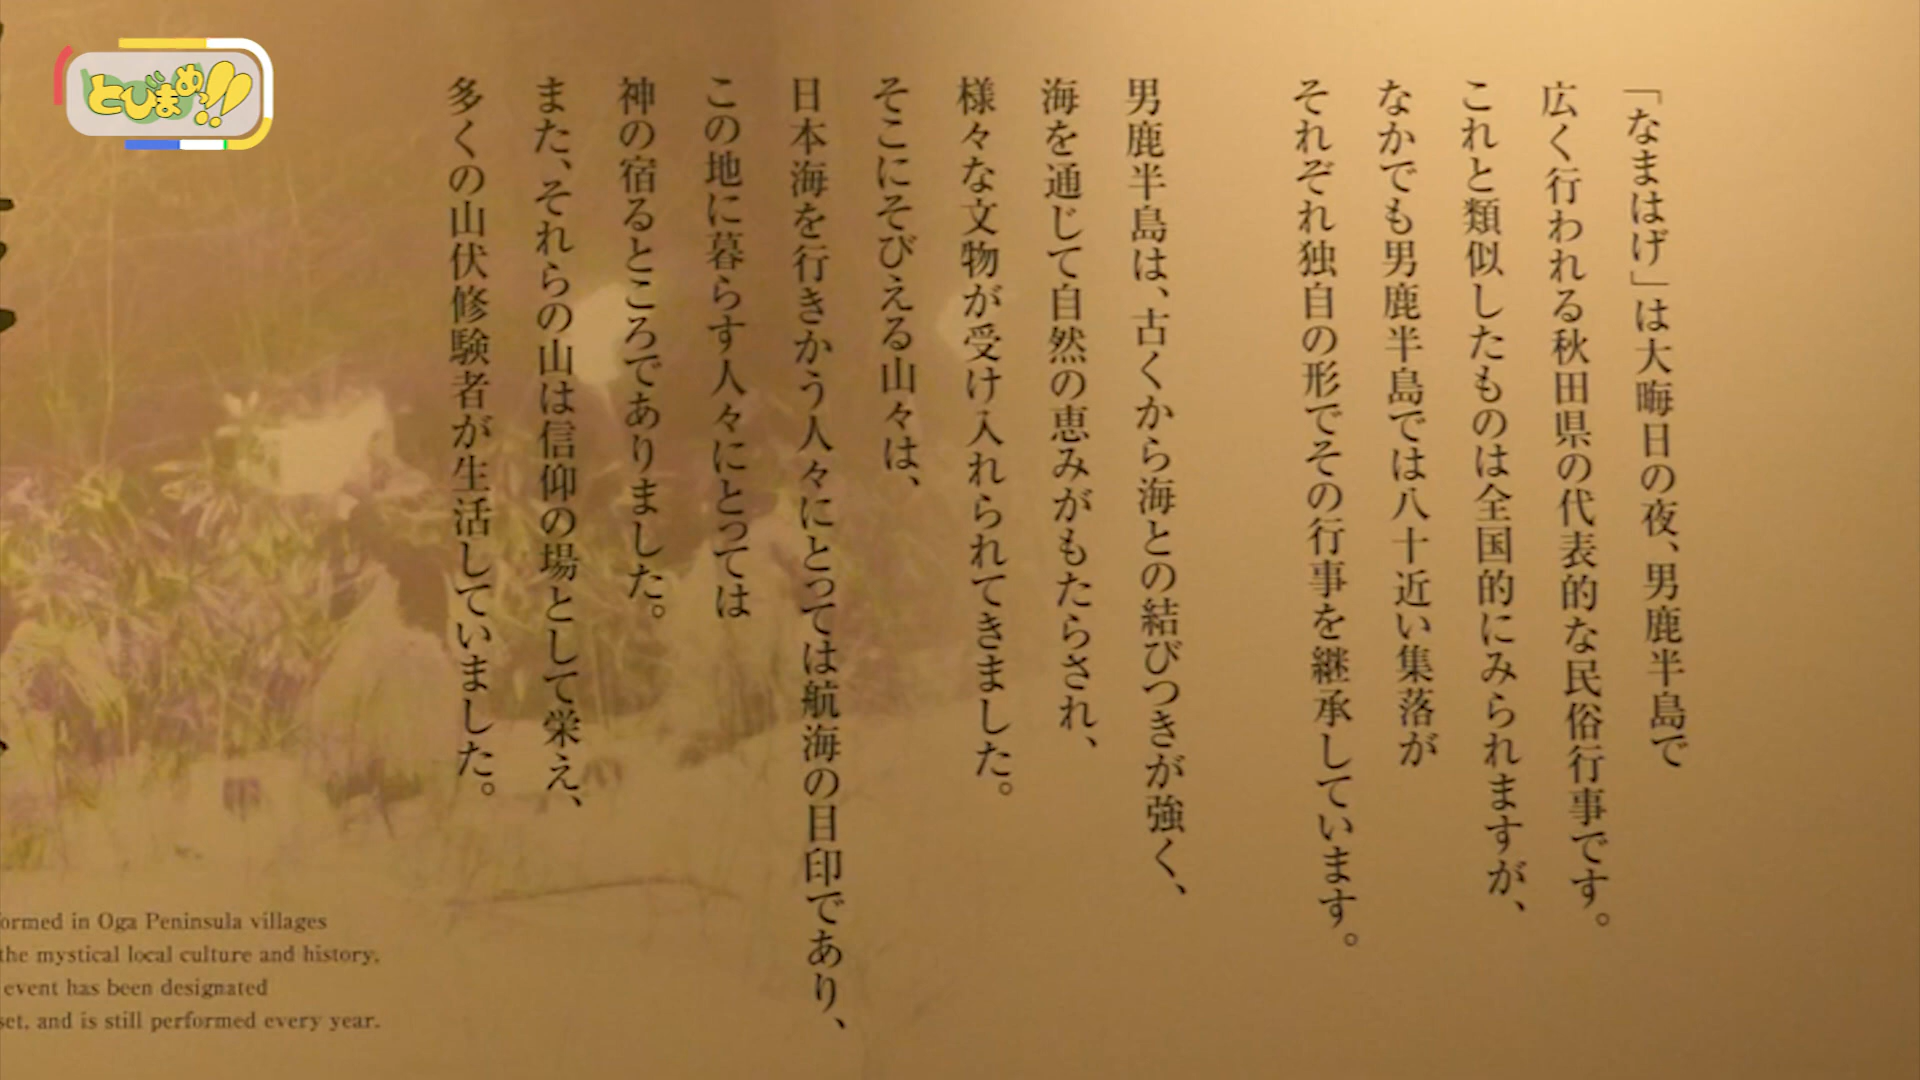 とびまめっ!!
「なまはげ」は大晦日の夜、男鹿半島で
広く行われる秋田県の代表的な民俗行事です。
これと類似したものは全国的にみられますが、
なかでも男鹿半島では八十近い集落が
それぞれ独自の形でその行事を継承しています。
男鹿半島は、古くから海との結びつきが強く、
海を通じて自然の恵みがもたらされ、
様々な文物が受け入れられてきました。
そこにそびえる山々は、
日本海を行きかう人々にとっては航海の目印であり、
この地に暮らす人々にとっては
神の宿るところでありました。
また、それらの山は信仰の場として栄え、
多くの山伏修験者が生活していました。
ormed in Oga Peninsula villages
the mystical local culture and history,
event has been designated
set, and is still performed every year.